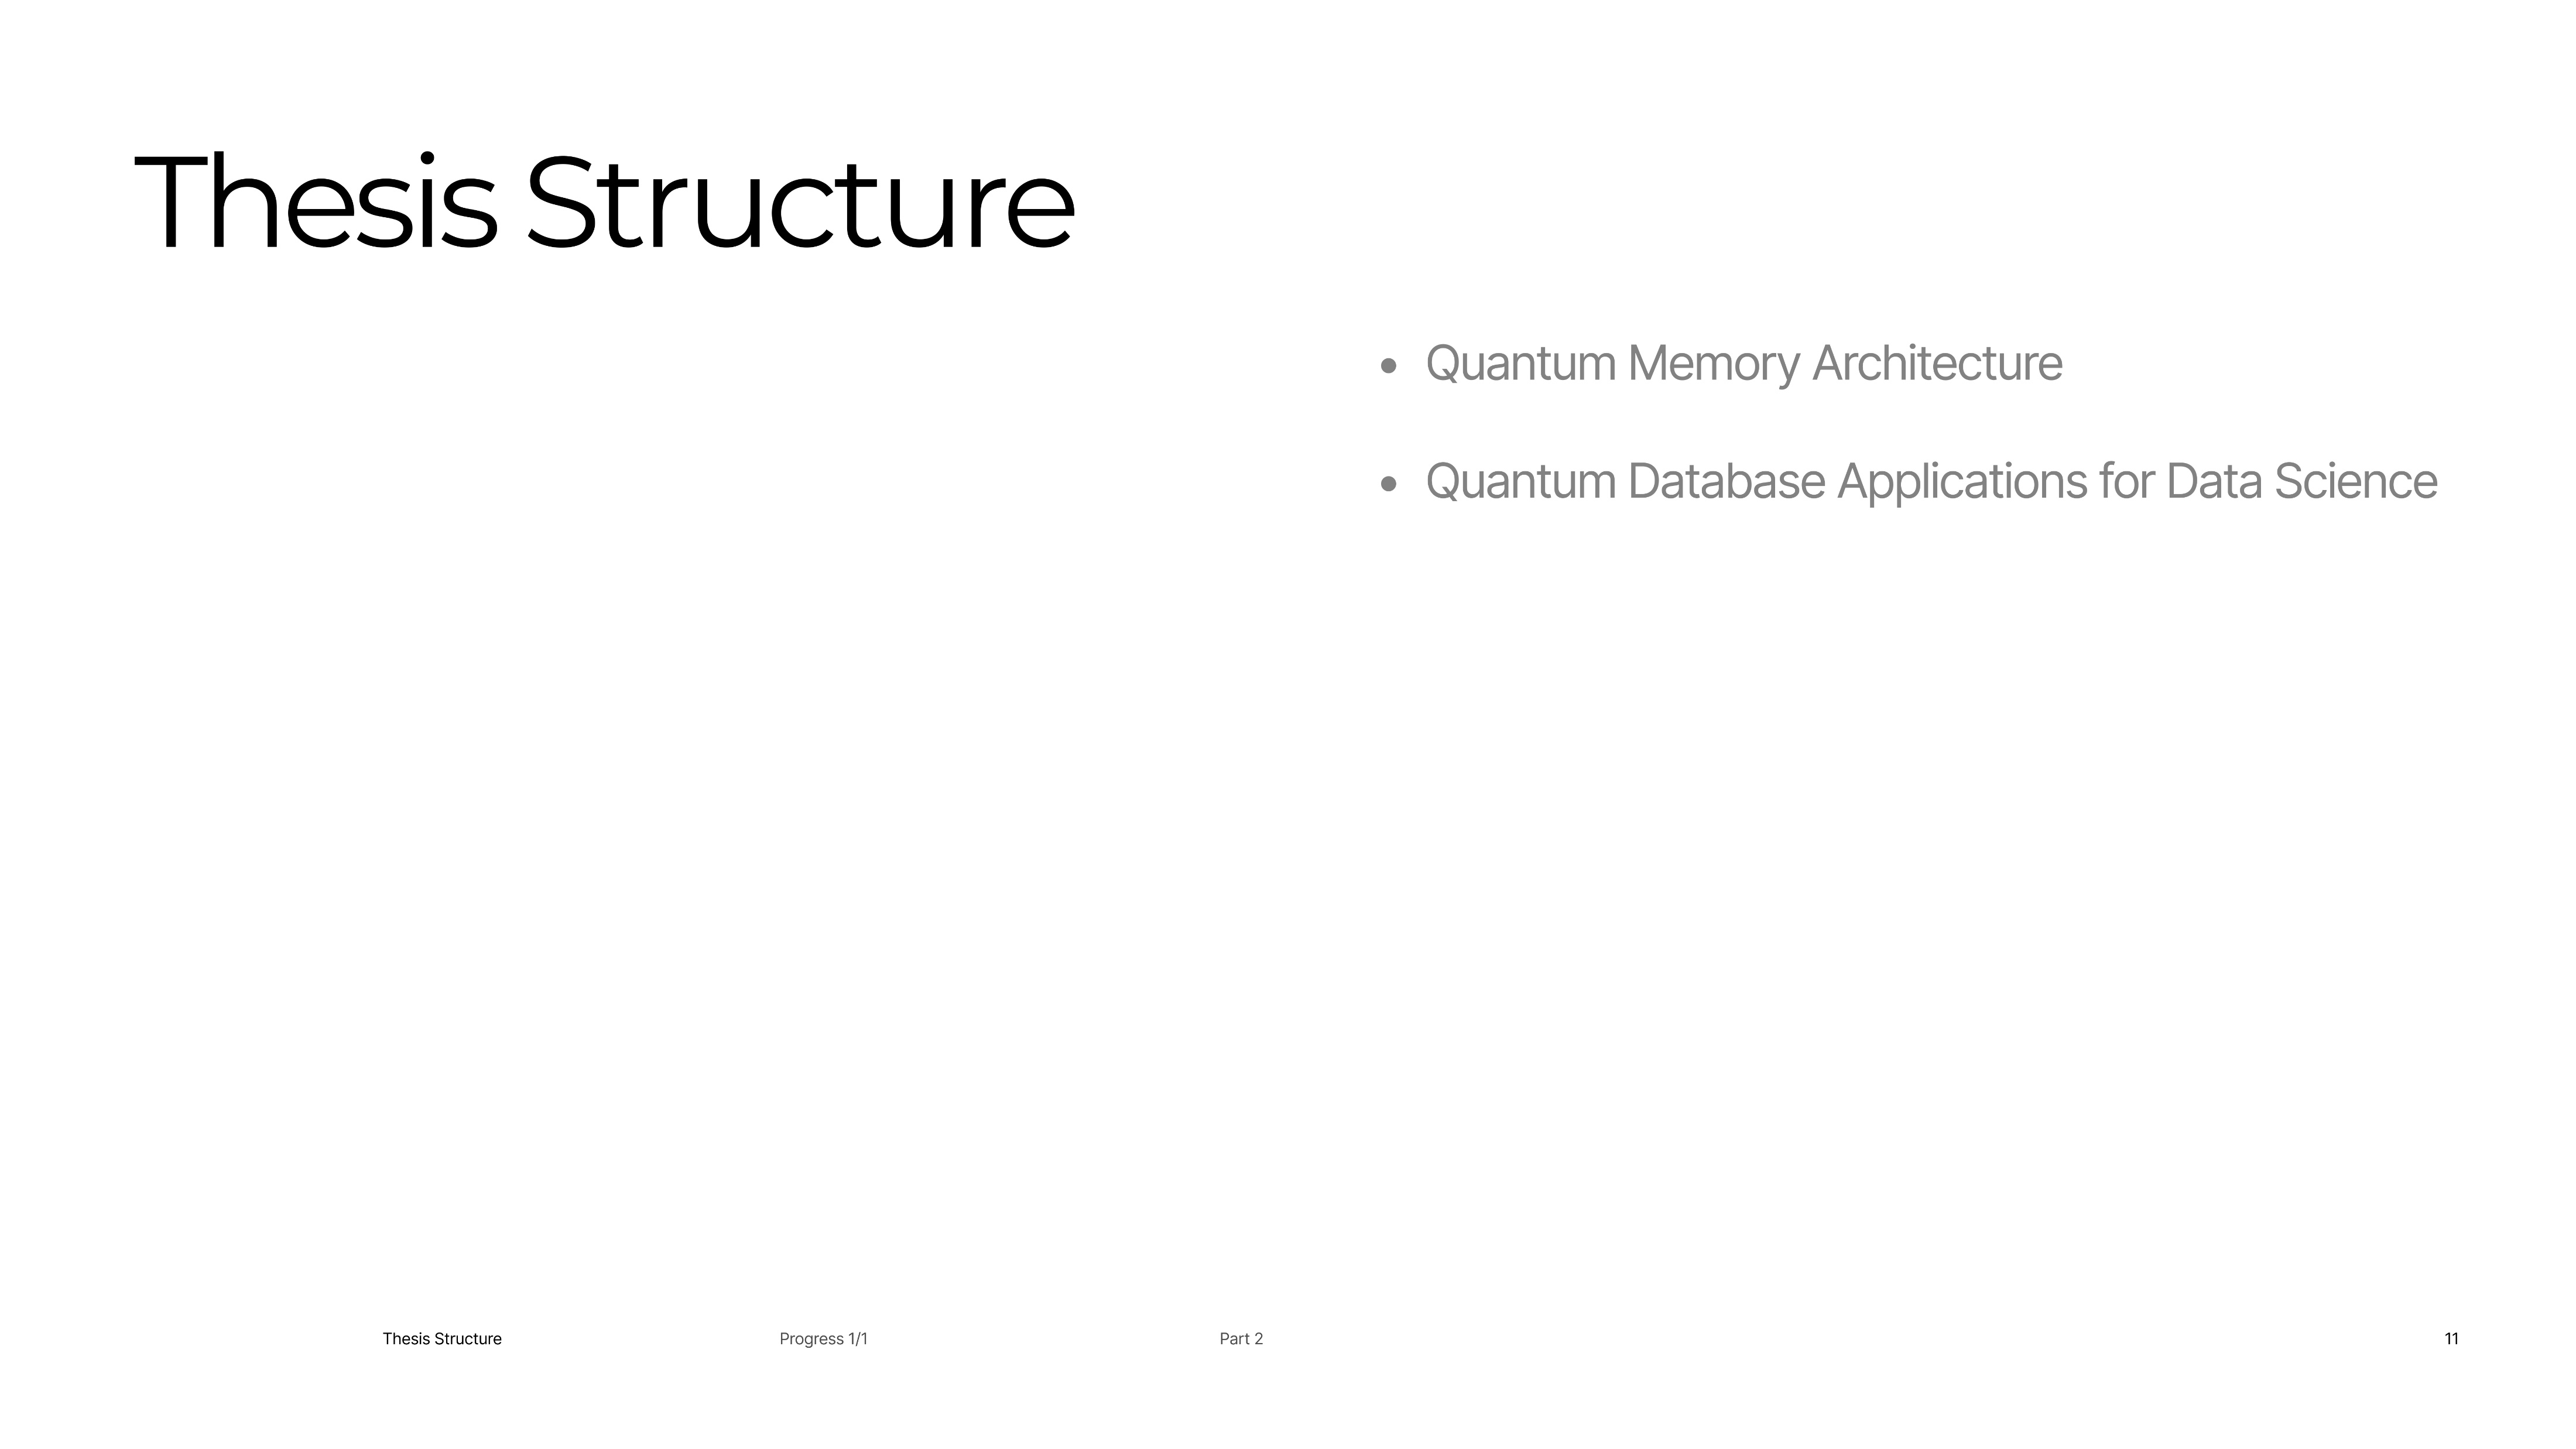 Thesis Structure
• Quantum Memory Architecture
• Quantum Database Applications for Data Science
Thesis Structure
Progress 1/1
Part 2
11